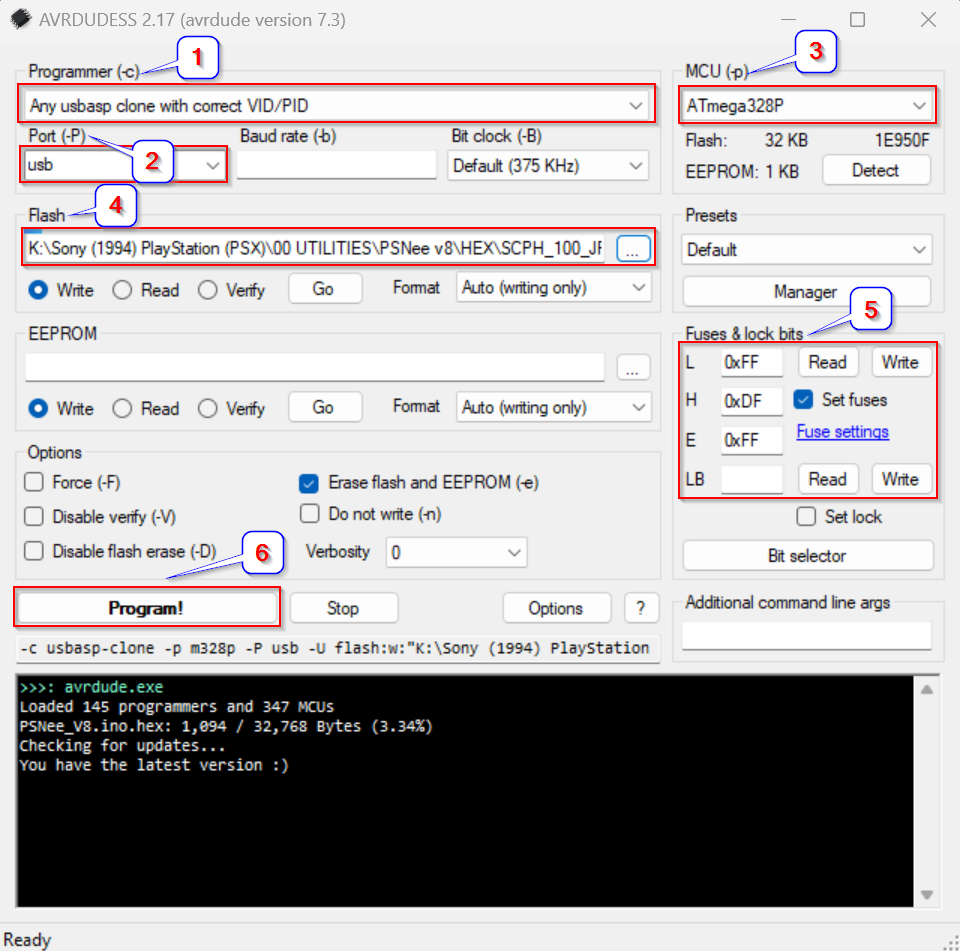 AVRDUDESS 2.17 (avrdude version 7.3)
1
3
Programmer (-c)
MCU (-p)
Any usbasp clone with correct VID/PID
ATmega328P
Port (-P)
Baud rate (-b)
Bit clock (-B)
Flash: 32 KB 1E950F
2
usb
Default (375 KHz)
EEPROM: 1 KB
Detect
4
Flash
Presets
K:\Sony (1994) PlayStation (PSX)\00 UTILITIES\PSNee v8\HEX\SCPH_100_JF
...
Default
Write Read Verify Go Format Auto (writing only)
Manager
5
EEPROM
Fuses & lock bits
...
L 0xFF Read Write
H 0xDF Set fuses
Write Read Verify Go Format Auto (writing only)
E 0xFF Fuse settings
LB Read Write
Options
Force (-F)
Erase flash and EEPROM (-e)
Disable verify (-V)
Do not write (-n)
Set lock
Disable flash erase (-D)
6
Verbosity 0
Bit selector
Program!
Stop
Options
?
Additional command line args
-c usbasp-clone -p m328p -P usb -U flash:w:"K:\Sony (1994) PlayStation
>>>: avrdude.exe
Loaded 145 programmers and 347 MCUs
PSNee_V8.ino.hex: 1,094 / 32,768 Bytes (3.34%)
Checking for updates...
You have the latest version :)
Ready